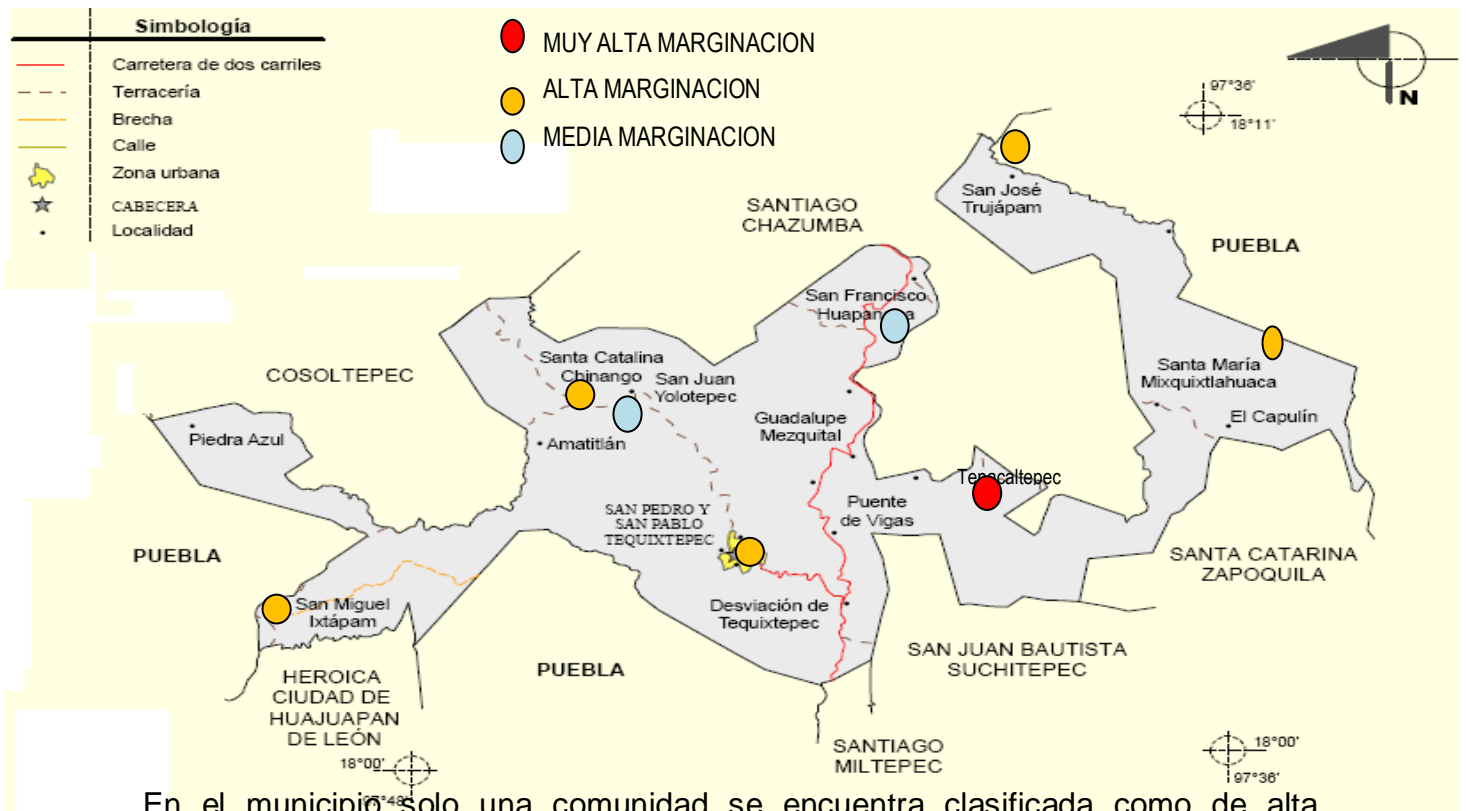 Simbología
Carretera de dos carriles
Terracería
Brecha
Calle
Zona urbana
CABECERA
Localidad
MUY ALTA MARGINACION
ALTA MARGINACION
MEDIA MARGINACION
N
97°36'
18°11'
San José
Trujápam
SANTIAGO
CHAZUMBA
PUEBLA
San Francisco
Santa María
Mixquixtlahuaca
El Capulín
Santa Catalina
Chinango
San Juan
Yolotepec
COSOLTEPEC
Guadalupe
Mezquital
Piedra Azul
Amatitlán
Puente
de Vigas
SAN PEDRO Y
SAN PABLO
TEQUIXTEPEC
PUEBLA
SANTA CATARINA
ZAPOQUILA
San Miguel
Ixtápam
Desviación de
Tequixtepec
SAN JUAN BAUTISTA
SUCHITEPEC
PUEBLA
HEROICA
CIUDAD DE
HUAJUAPAN
DE LEÓN
SANTIAGO
MILTEPEC
18°00'
97°48'
18°00'
97°36'
En el municipio solo una comunidad se encuentra clasificada como de alta